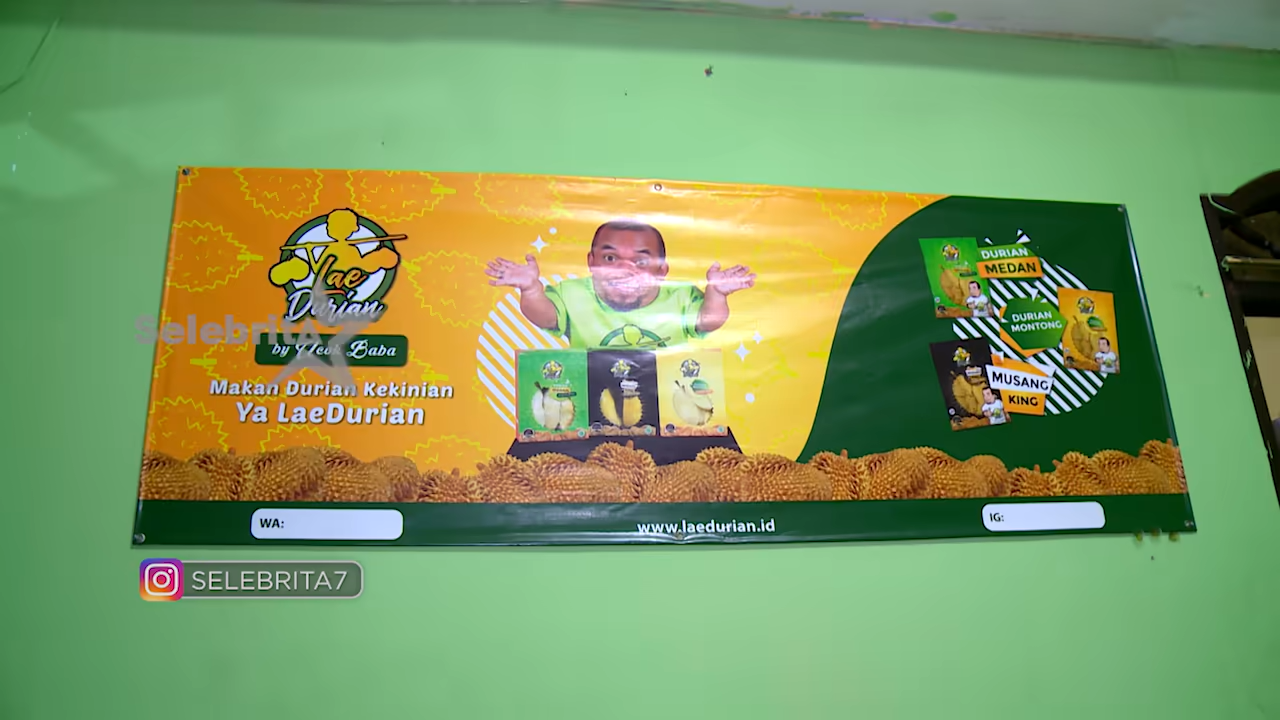 Lae
Durian
by Ucok Baba
Makan Durian Kekinian
Ya LaeDurian
DURIAN
MEDAN
DURIAN
MONTONG
MUSANG
KING
WA:
www.laedurian.id
IG:
Selebrita7
SELEBRITA7